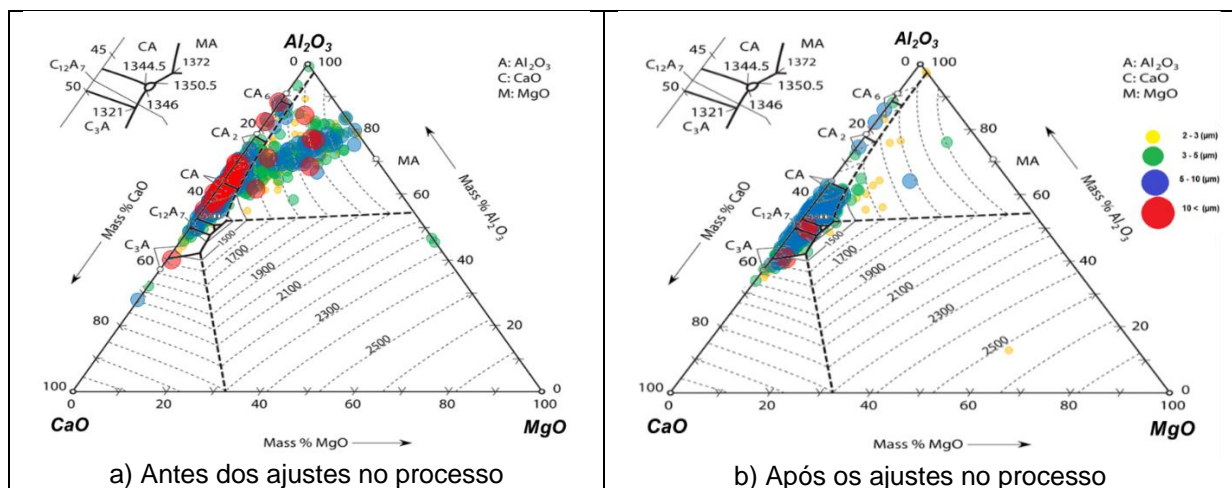 Al₂O₃
0 100
A: Al₂O₃
C: CaO
M: MgO
45
CA
MA
1344.5
1372
C₁₂A₇
1350.5
50
1346
1321
C₃A
CA₆
20
CA₂
80
MA
CA
40
60
Mass % CaO
Mass % Al₂O₃
C₁₂A₇
C₃A
60
1500
1700
40
1900
2100
80
2300
20
2500
100
0
0 20 40 60 80 100
CaO
MgO
Mass % MgO
a) Antes dos ajustes no processo
Al₂O₃
0 100
A: Al₂O₃
C: CaO
M: MgO
45
CA
MA
1344.5
1372
C₁₂A₇
1350.5
50
1346
1321
C₃A
CA₆
20
CA₂
80
MA
CA
40
60
Mass % CaO
Mass % Al₂O₃
C₁₂A₇
C₃A
60
1500
1700
40
1900
2100
80
2300
20
2500
100
0
0 20 40 60 80 100
CaO
MgO
Mass % MgO
2 - 3 (μm)
3 - 5 (μm)
5 - 10 (μm)
10 < (μm)
b) Após os ajustes no processo